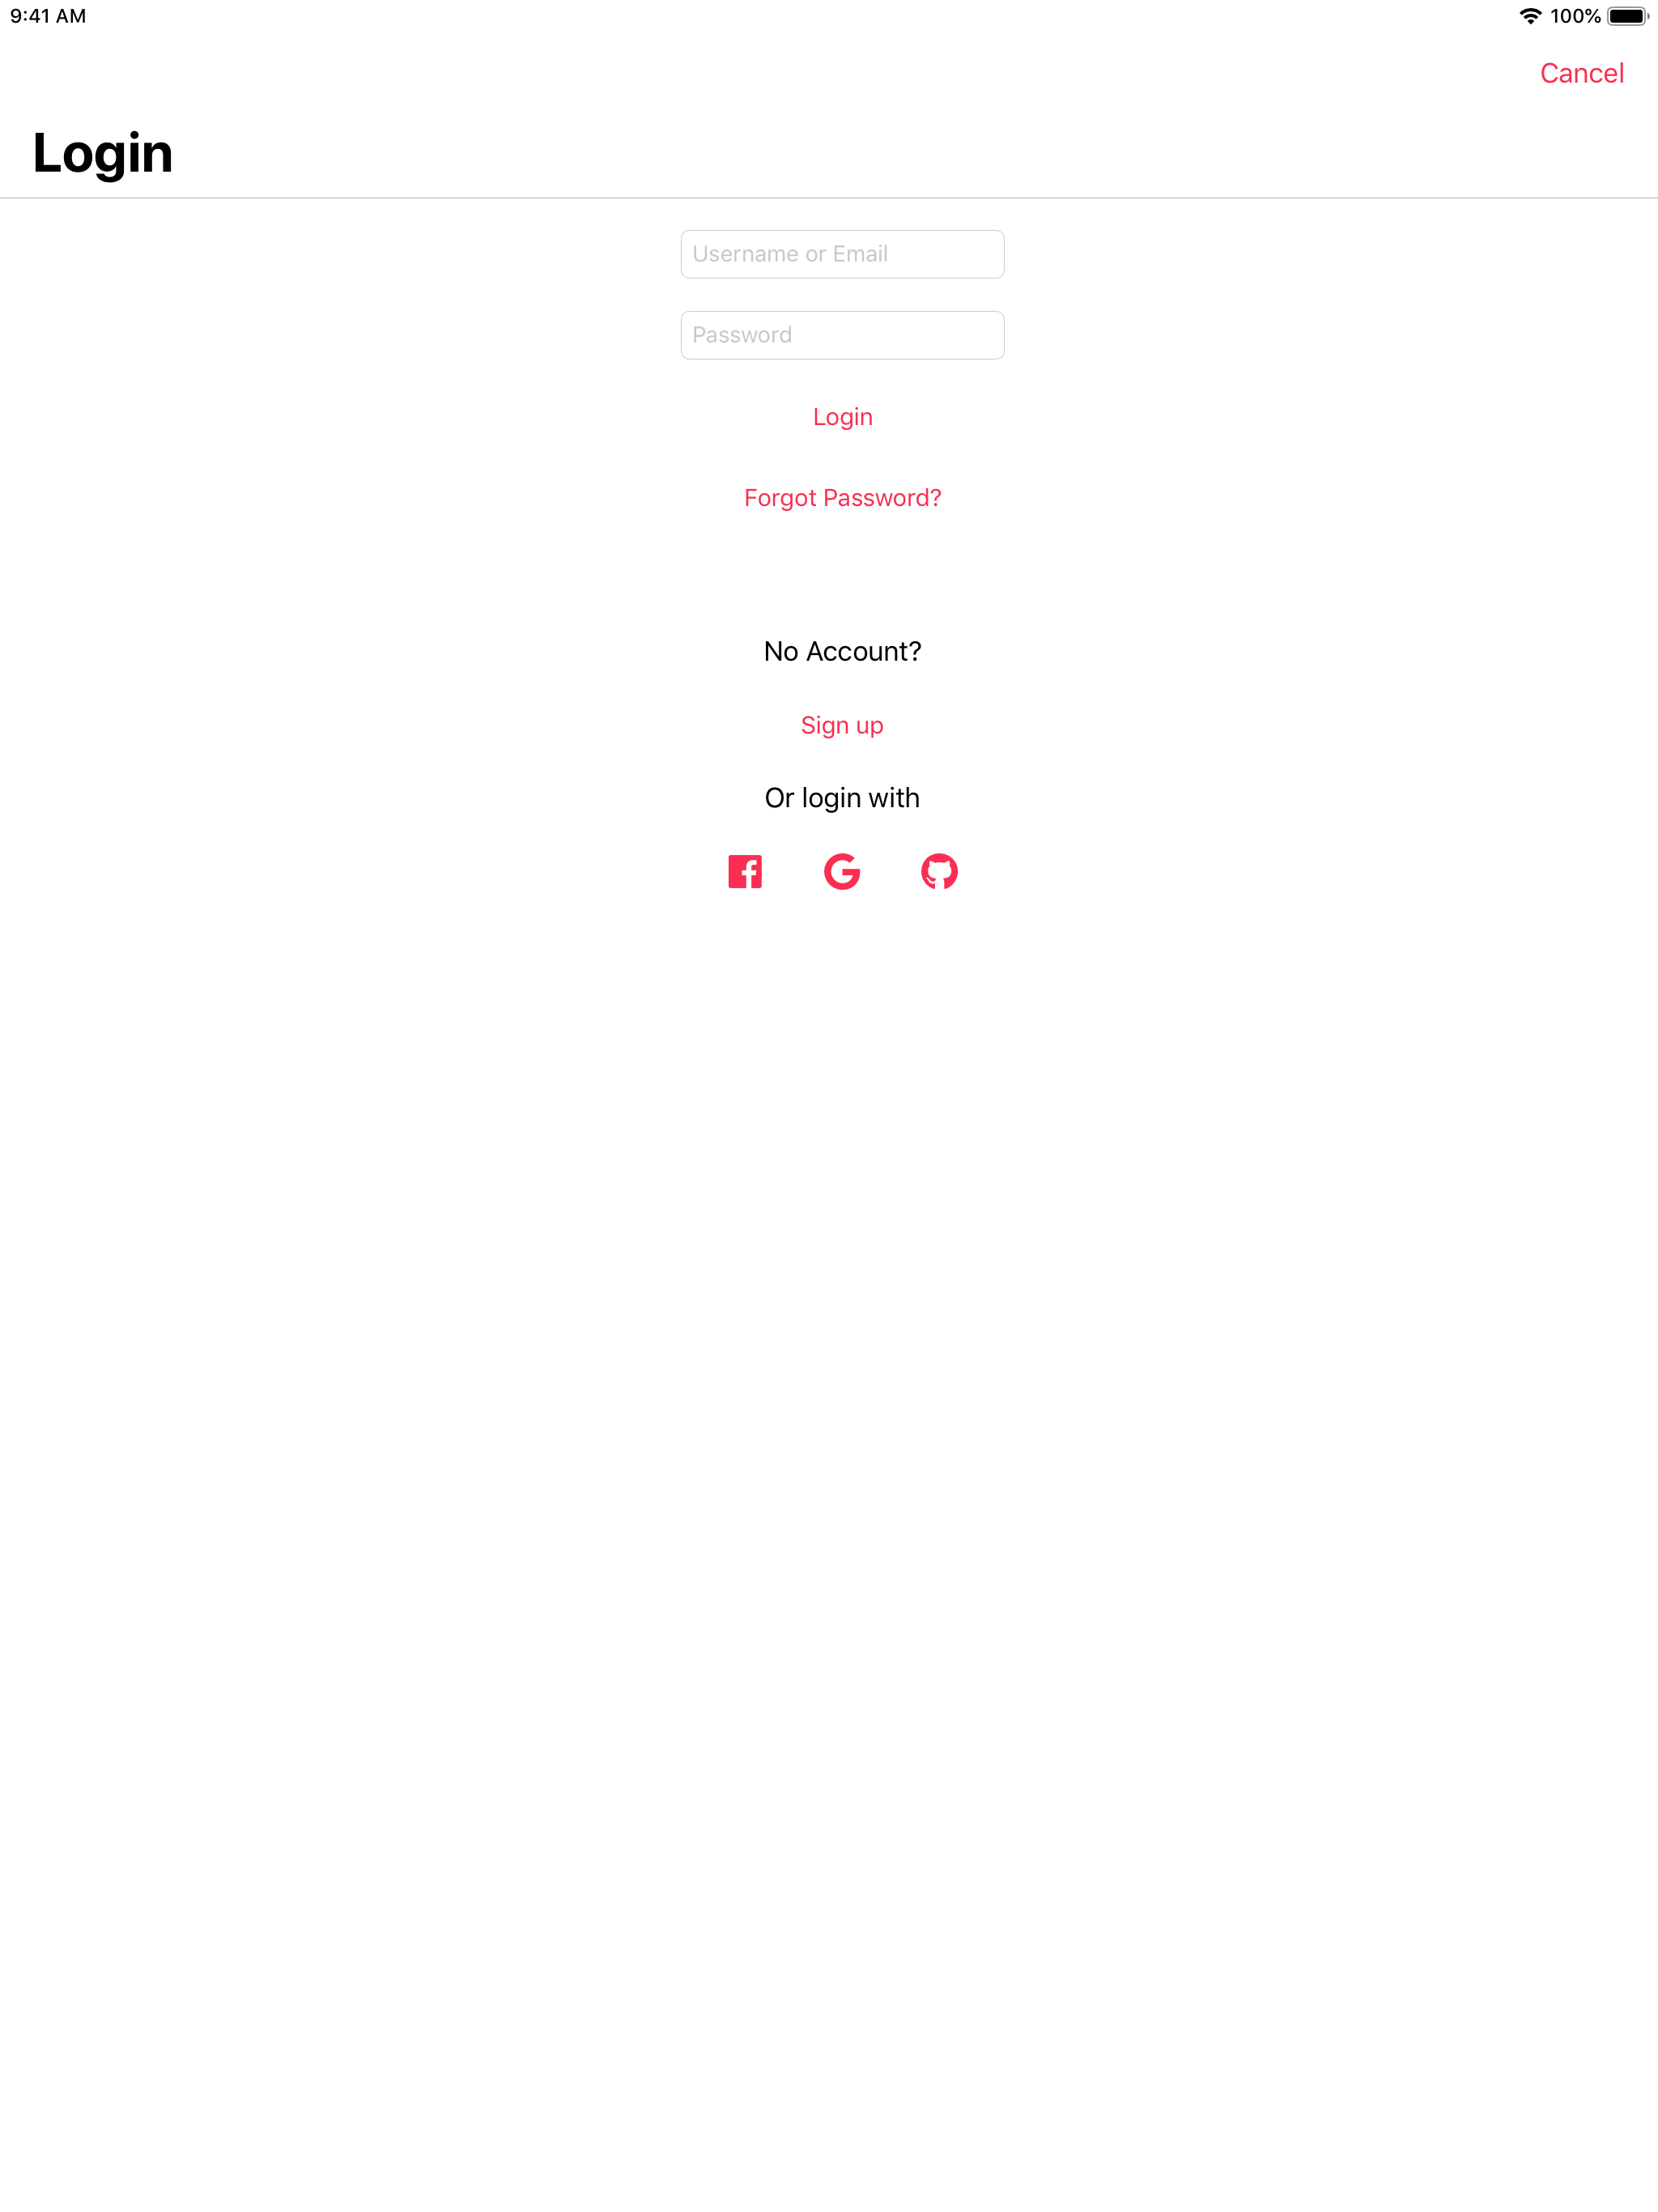 9:41 AM 100%
Cancel
Login
Username or Email
Password
Login
Forgot Password?
No Account?
Sign up
Or login with